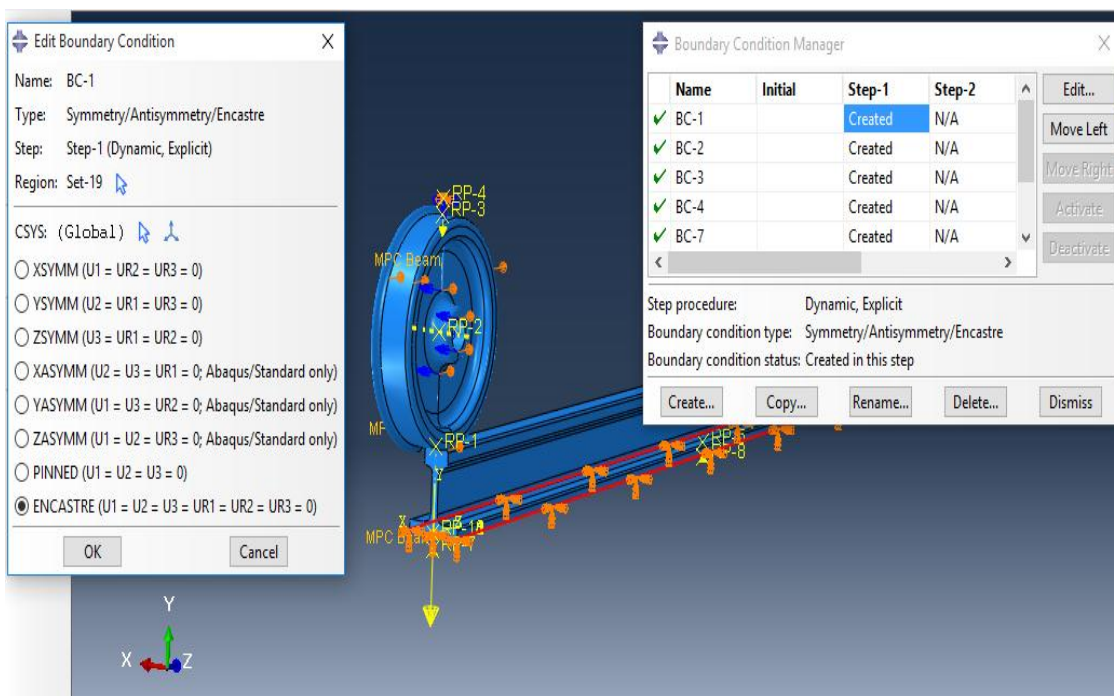 Edit Boundary Condition
X
Name: BC-1
Type: Symmetry/Antisymmetry/Encastre
Step: Step-1 (Dynamic, Explicit)
Region: Set-19
CSYS: (Global)
XSYMM (U1 = UR2 = UR3 = 0)
YSYMM (U2 = UR1 = UR3 = 0)
ZSYMM (U3 = UR1 = UR2 = 0)
XASYMM (U2 = U3 = UR1 = 0; Abaqus/Standard only)
YASYMM (U1 = U3 = UR2 = 0; Abaqus/Standard only)
ZASYMM (U1 = U2 = UR3 = 0; Abaqus/Standard only)
PINNED (U1 = U2 = U3 = 0)
ENCASTRE (U1 = U2 = U3 = UR1 = UR2 = UR3 = 0)
OK Cancel
RP-4
RP-3
MPC Beam
RP-2
RP-1
Y
MPC
Y
X Z
Boundary Condition Manager
X
Name Initial Step-1 Step-2
BC-1 Created N/A
BC-2 Created N/A
BC-3 Created N/A
BC-4 Created N/A
BC-7 Created N/A
Edit...
Move Left
Move Right
Activate
Deactivate
Step procedure: Dynamic, Explicit
Boundary condition type: Symmetry/Antisymmetry/Encastre
Boundary condition status: Created in this step
Create... Copy... Rename... Delete... Dismiss